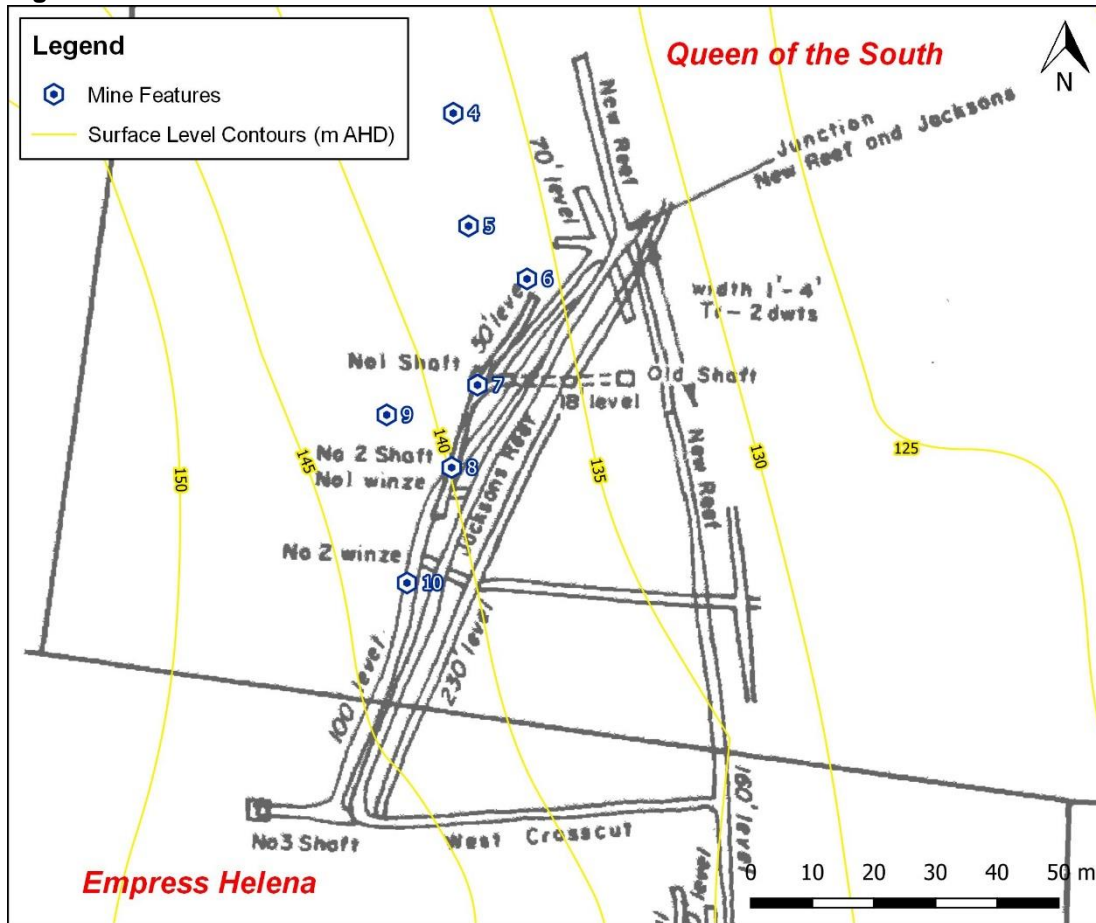 Legend
Mine Features
Surface Level Contours (m AHD)
Queen of the South
N
4
New Reef
Junction
New Reef and Jacksons
70' level
5
6
width 1'- 4'
Tr - 2 dwts
50' level
No1 Shaft
7
Old Shaft
18 level
9
140
No 2 Shaft
8
No1 winze
150
145
135
130
125
Jacksons Reef
New Reef
No 2 winze
10
230' level
100 level
160' level
No3 Shaft
West Crosscut
level
Empress Helena
0 10 20 30 40 50 m